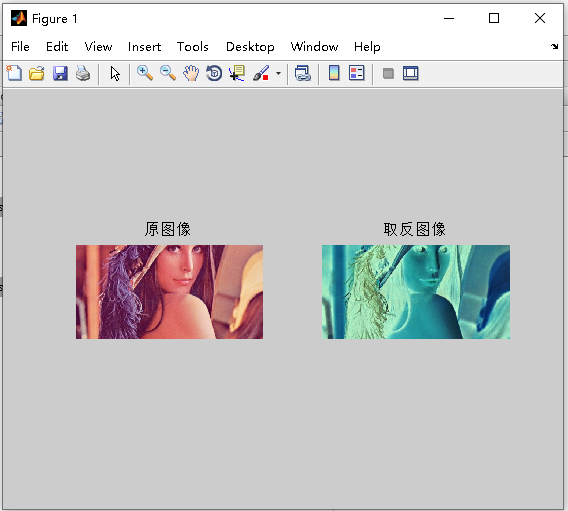 Figure 1
File Edit View Insert Tools Desktop Window Help
原图像
取反图像